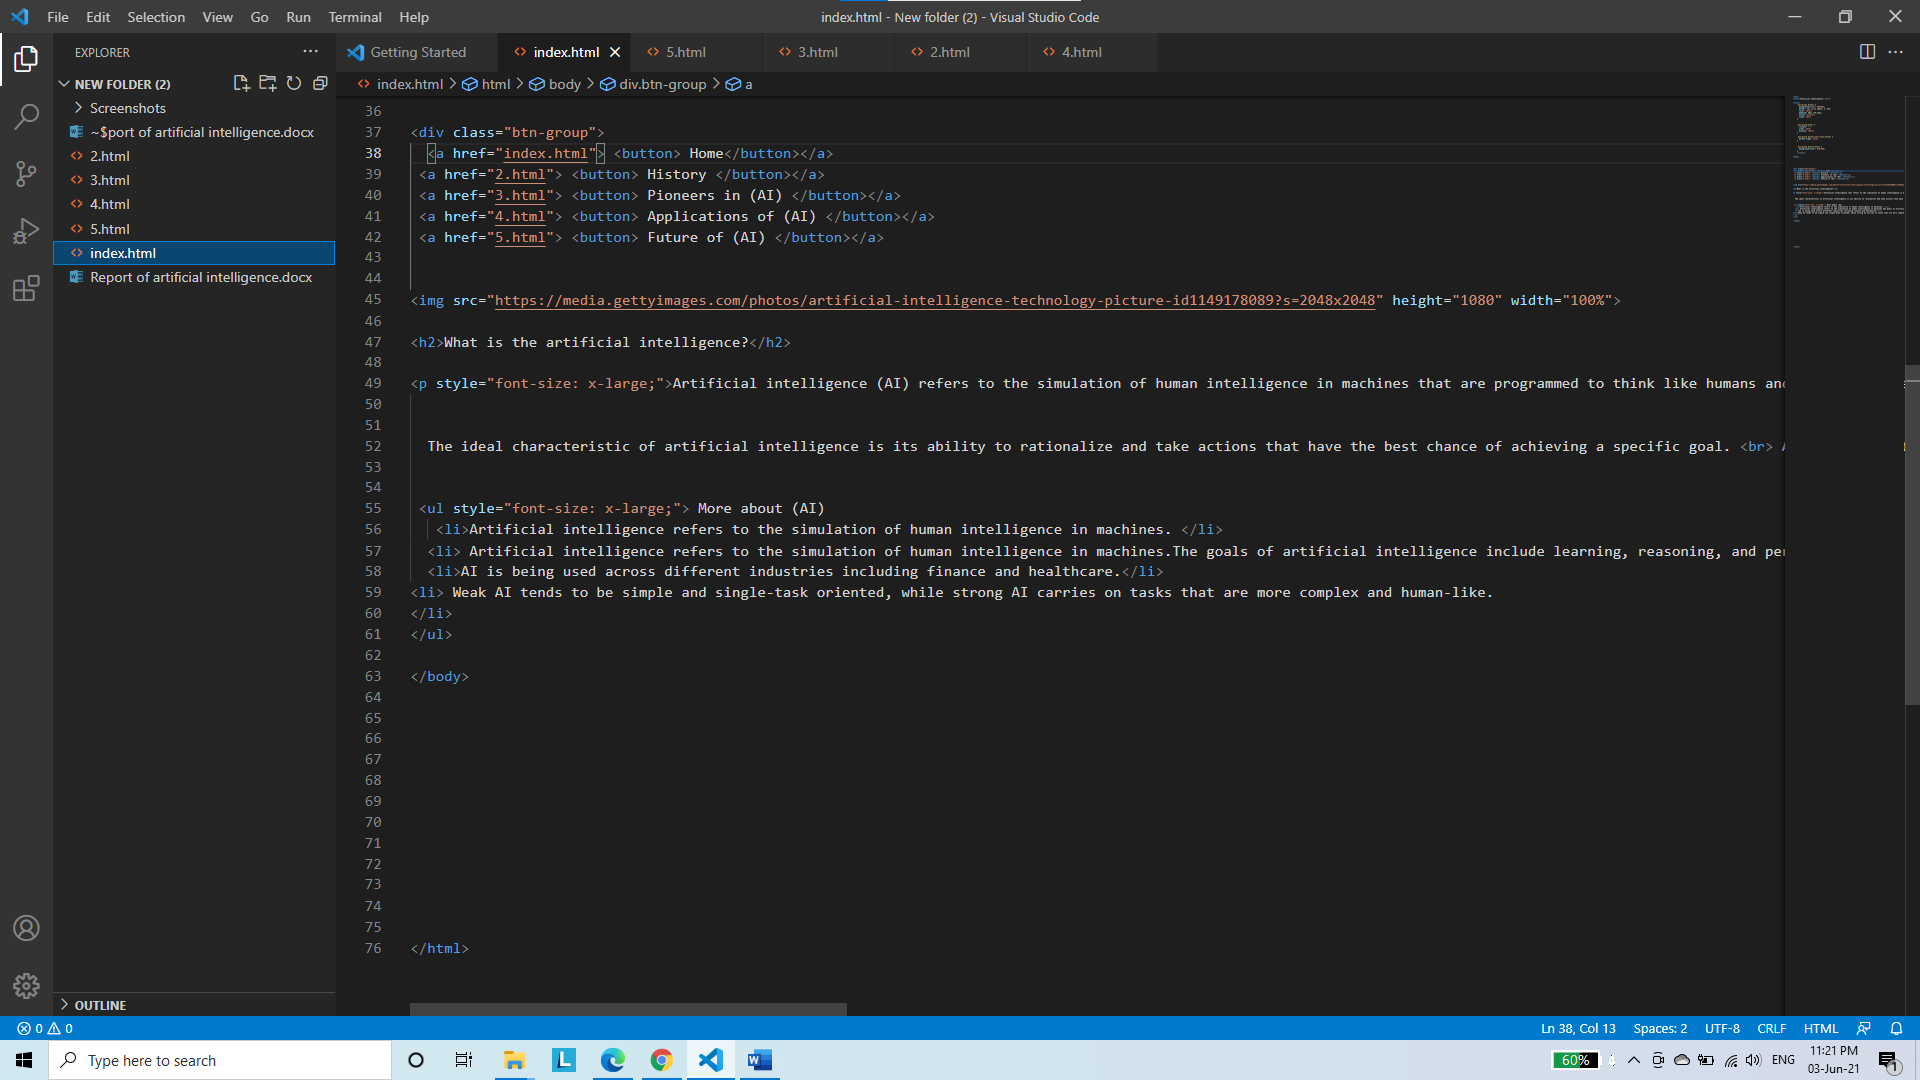 File Edit Selection View Go Run Terminal Help
index.html - New folder (2) - Visual Studio Code
EXPLORER
Getting Started
index.html
5.html
3.html
2.html
4.html
NEW FOLDER (2)
Screenshots
~$port of artificial intelligence.docx
2.html
3.html
4.html
5.html
index.html
Report of artificial intelligence.docx
OUTLINE
index.html > html > body > div.btn-group > a
36
37 <div class="btn-group">
38 <a href="index.html"> <button> Home</button></a>
39 <a href="2.html"> <button> History </button></a>
40 <a href="3.html"> <button> Pioneers in (AI) </button></a>
41 <a href="4.html"> <button> Applications of (AI) </button></a>
42 <a href="5.html"> <button> Future of (AI) </button></a>
43
44
45 <img src="https://media.gettyimages.com/photos/artificial-intelligence-technology-picture-id1149178089?s=2048x2048" height="1080" width="100%">
46
47 <h2>What is the artificial intelligence?</h2>
48
49 <p style="font-size: x-large;">Artificial intelligence (AI) refers to the simulation of human intelligence in machines that are programmed to think like humans an
50
51
52 The ideal characteristic of artificial intelligence is its ability to rationalize and take actions that have the best chance of achieving a specific goal. <br>
53
54
55 <ul style="font-size: x-large;"> More about (AI)
56 <li>Artificial intelligence refers to the simulation of human intelligence in machines. </li>
57 <li> Artificial intelligence refers to the simulation of human intelligence in machines.The goals of artificial intelligence include learning, reasoning, and pe
58 <li>AI is being used across different industries including finance and healthcare.</li>
59 <li> Weak AI tends to be simple and single-task oriented, while strong AI carries on tasks that are more complex and human-like.
60 </li>
61 </ul>
62
63 </body>
64
65
66
67
68
69
70
71
72
73
74
75
76 </html>
0 0
Ln 38, Col 13 Spaces: 2 UTF-8 CRLF HTML
Type here to search
60%
ENG
11:21 PM
03-Jun-21
1